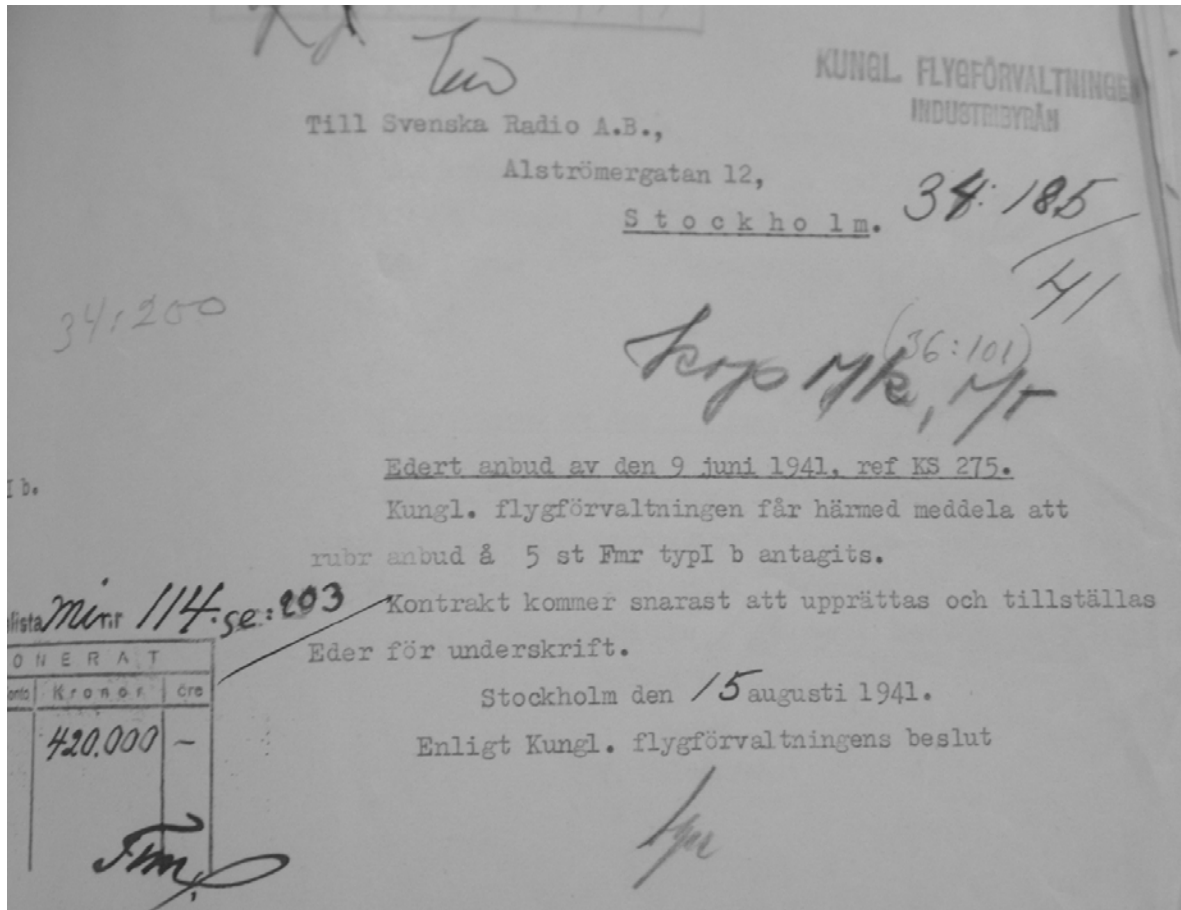 KUNGL. FLYGFÖRVALTNINGEN
INDUSTRIBYRÅN
Till Svenska Radio A.B.,
Alströmergatan 12,
Stockholm.
34:185
41
34:200
(36:101)
Edert anbud av den 9 juni 1941, ref KS 275.
I b.
Kungl. flygförvaltningen får härmed meddela att
rubr anbud å 5 st Fmr typI b antagits.
lista nr 114. se: 203
Kontrakt kommer snarast att upprättas och tillställas
Eder för underskrift.
ONERAT
onto Kronor öre
Stockholm den 15 augusti 1941.
420.000 —
Enligt Kungl. flygförvaltningens beslut